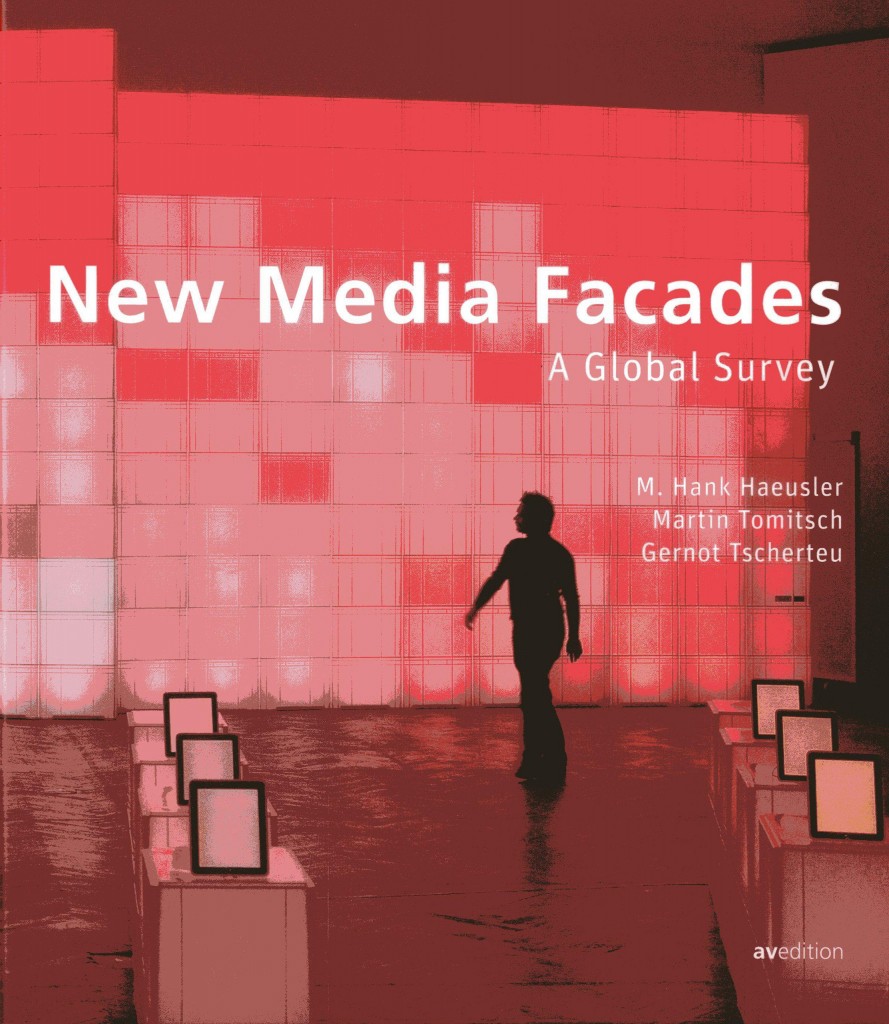 New Media Facades
A Global Survey
M. Hank Haeusler
Martin Tomitsch
Gernot Tscherteu
avedition